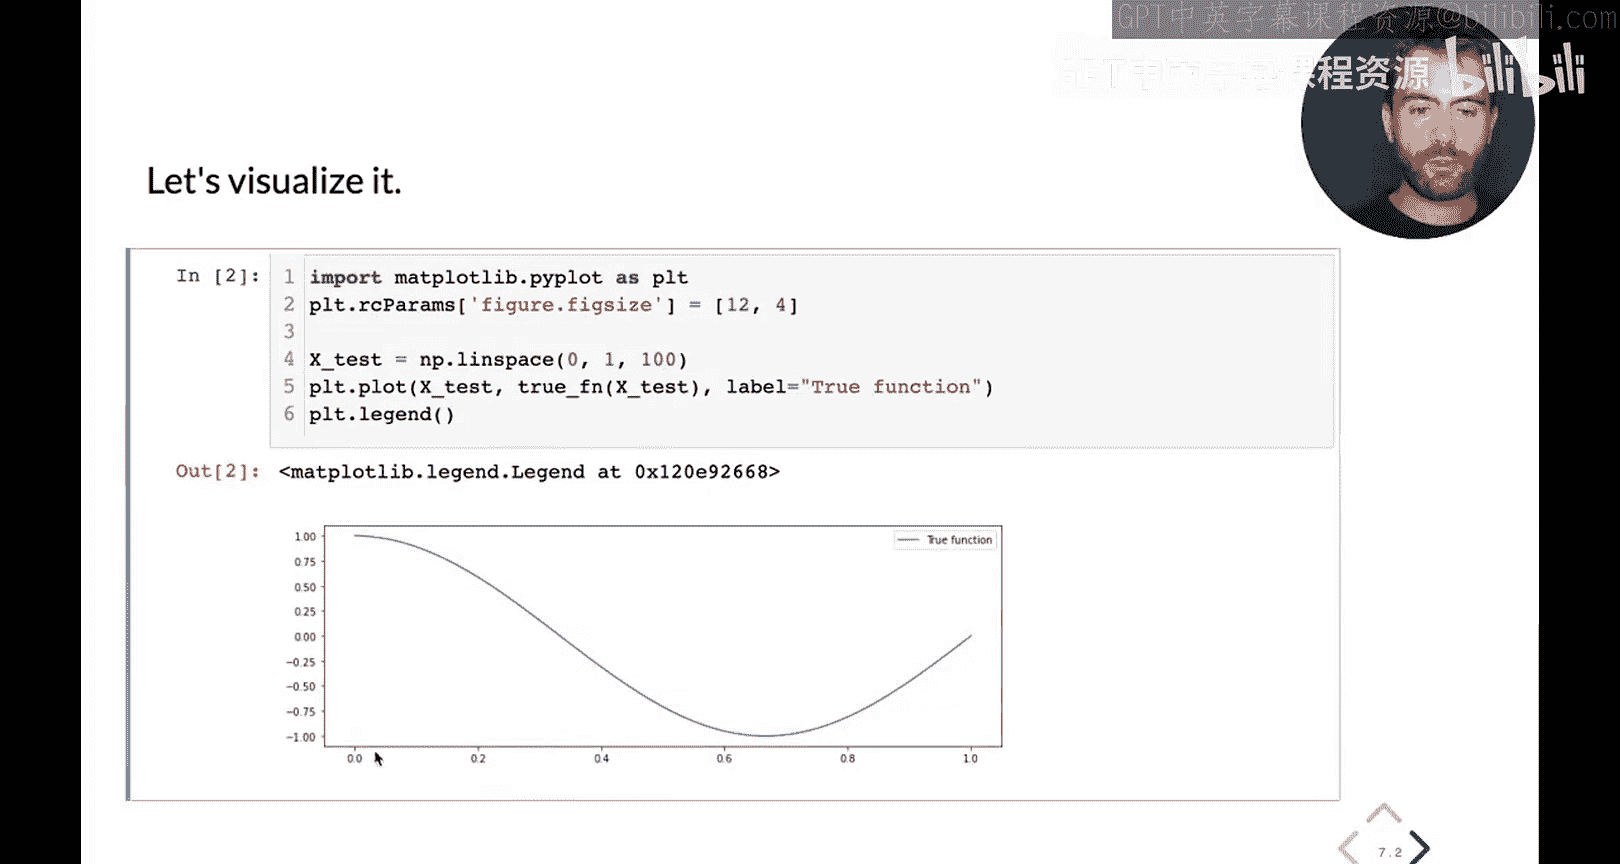 GPT中英字幕课程资源@bilibili.com
课程资源 bilibili
Let's visualize it.
In [2]:
1 import matplotlib.pyplot as plt
2 plt.rcParams['figure.figsize'] = [12, 4]
3
4 X_test = np.linspace(0, 1, 100)
5 plt.plot(X_test, true_fn(X_test), label="True function")
6 plt.legend()
Out[2]: <matplotlib.legend.Legend at 0x120e92668>
True function
1.00
0.75
0.50
0.25
0.00
−0.25
−0.50
−0.75
−1.00
0.0 0.2 0.4 0.6 0.8 1.0
7.2